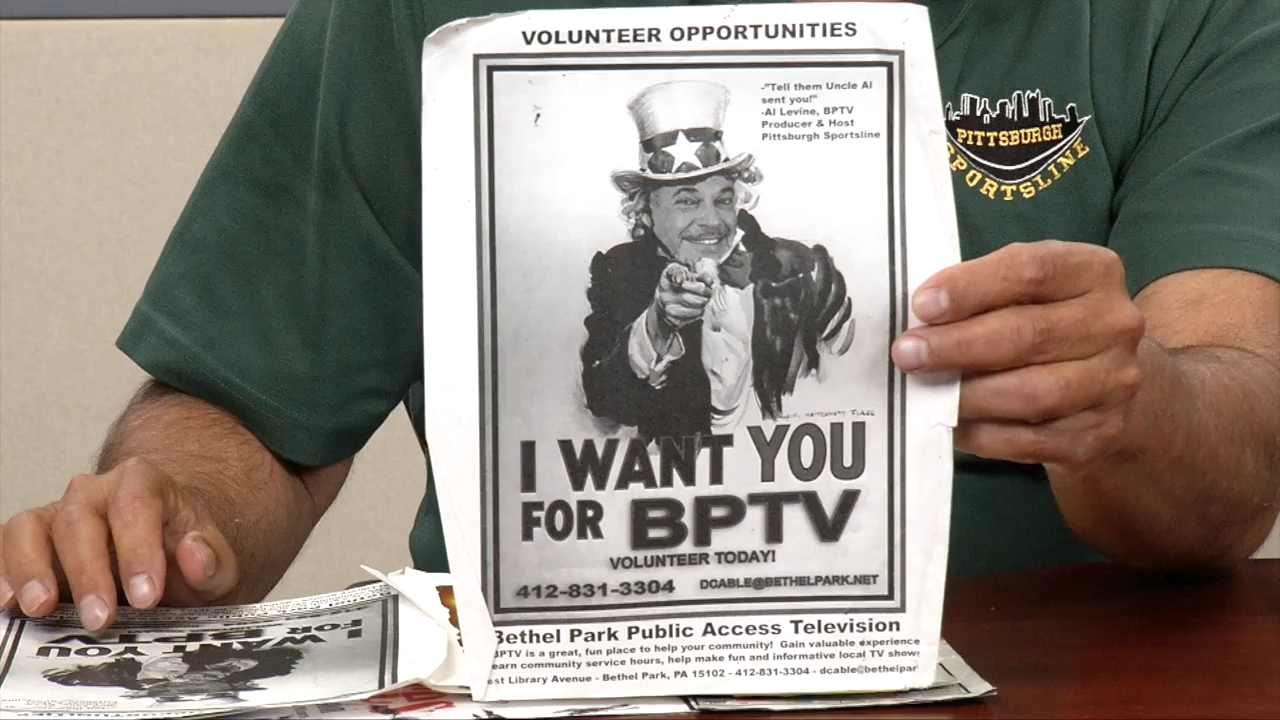 VOLUNTEER OPPORTUNITIES
-"Tell them Uncle Al
sent you!"
-Al Levine, BPTV
Producer & Host
Pittsburgh Sportsline
PITTSBURGH
SPORTSLINE
I WANT YOU
FOR BPTV
VOLUNTEER TODAY!
412-831-3304 DCABLE@BETHELPARK.NET
Bethel Park Public Access Television
BPTV is a great, fun place to help your community! Gain valuable experience
earn community service hours, help make fun and informative local TV shows
est Library Avenue - Bethel Park, PA 15102 - 412-831-3304 - dcable@bethelpar
I WANT YOU
FOR BPTV